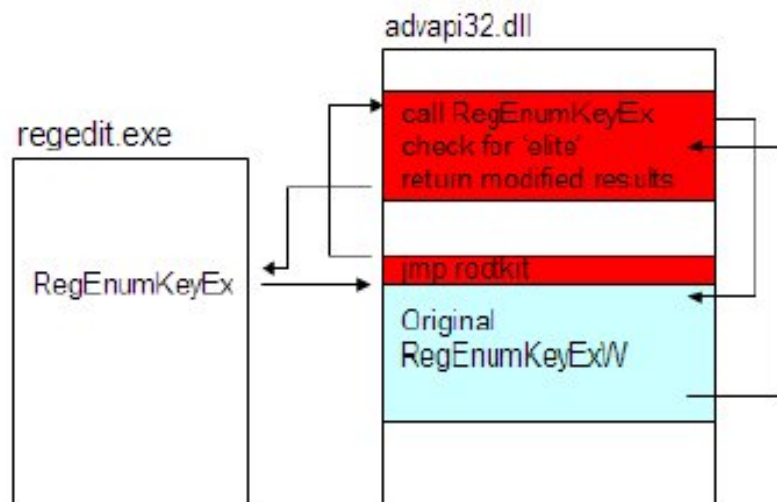 advapi32.dll
regedit.exe
call RegEnumKeyEx
check for 'elite'
return modified results
RegEnumKeyEx
jmp rootkit
Original
RegEnumKeyExW